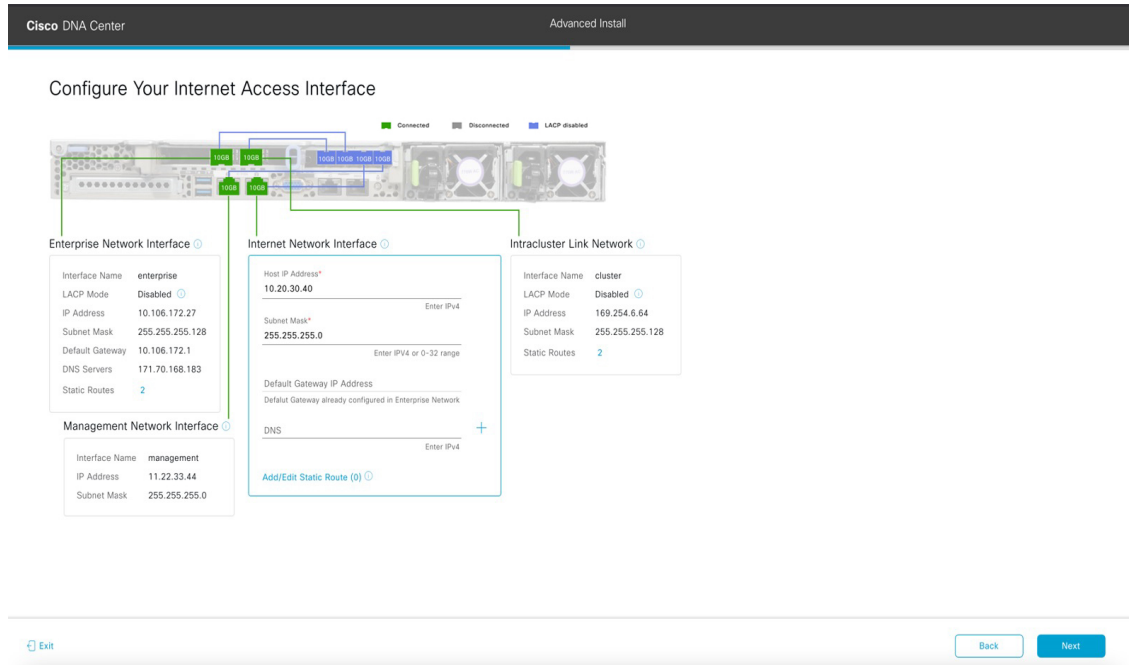 Cisco DNA Center
Advanced Install
Configure Your Internet Access Interface
Connected
Disconnected
LACP disabled
10GB 10GB 10GB 10GB 10GB 10GB
10GB 10GB
Enterprise Network Interface
Interface Name enterprise
LACP Mode Disabled
IP Address 10.106.172.27
Subnet Mask 255.255.255.128
Default Gateway 10.106.172.1
DNS Servers 171.70.168.183
Static Routes 2
Management Network Interface
Interface Name management
IP Address 11.22.33.44
Subnet Mask 255.255.255.0
Internet Network Interface
Host IP Address*
10.20.30.40
Enter IPv4
Subnet Mask*
255.255.255.0
Enter IPV4 or 0-32 range
Default Gateway IP Address
Defalut Gateway already configured in Enterprise Network
DNS
+
Enter IPv4
Add/Edit Static Route (0)
Intracluster Link Network
Interface Name cluster
LACP Mode Disabled
IP Address 169.254.6.64
Subnet Mask 255.255.255.128
Static Routes 2
Exit
Back
Next